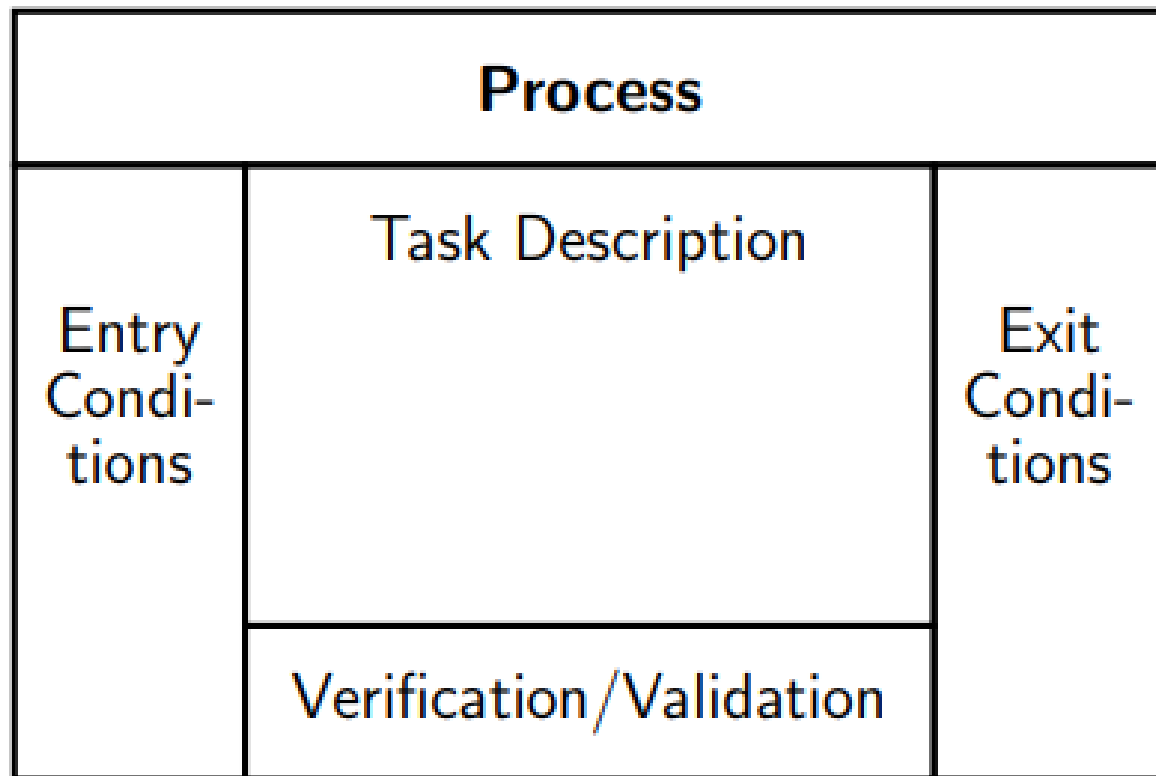 Process
Entry
Condi-
tions
Task Description
Verification/Validation
Exit
Condi-
tions